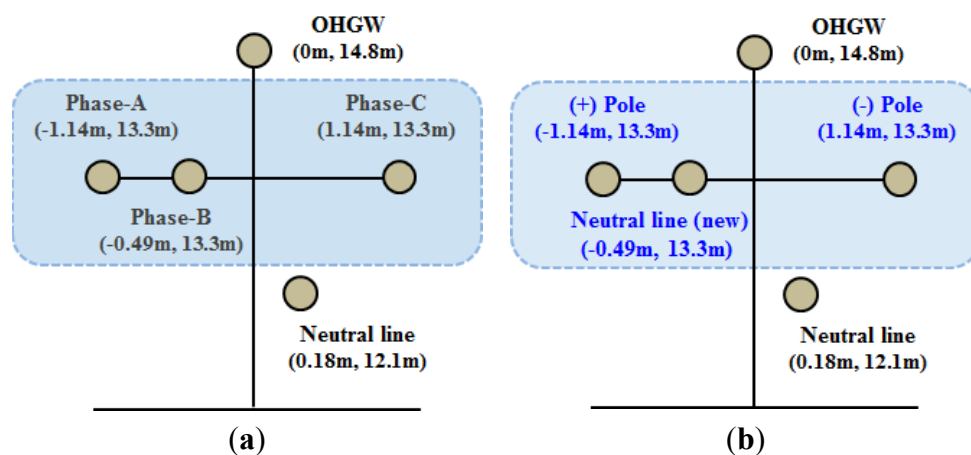 OHGW
(0m, 14.8m)
Phase-A
(-1.14m, 13.3m)
Phase-C
(1.14m, 13.3m)
Phase-B
(-0.49m, 13.3m)
Neutral line
(0.18m, 12.1m)
(a)
OHGW
(0m, 14.8m)
(+) Pole
(-1.14m, 13.3m)
(-) Pole
(1.14m, 13.3m)
Neutral line (new)
(-0.49m, 13.3m)
Neutral line
(0.18m, 12.1m)
(b)